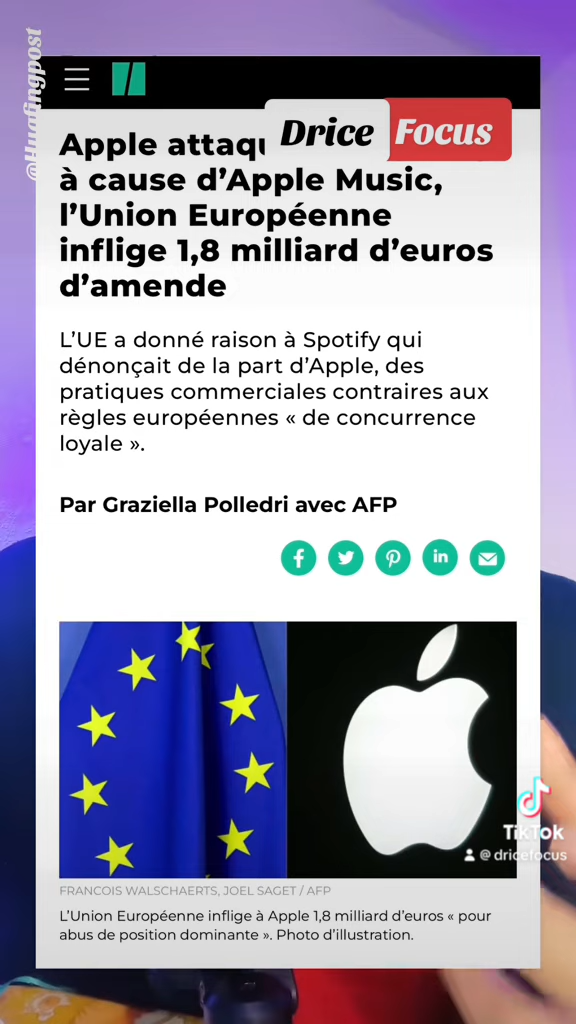 @Huffingpost
Drice Focus
Apple
à cause d’Apple Music,
l’Union Européenne
inflige 1,8 milliard d’euros
d’amende
L’UE a donné raison à Spotify qui
dénonçait de la part d’Apple, des
pratiques commerciales contraires aux
règles européennes « de concurrence
loyale ».
Par Graziella Polledri avec AFP
FRANCOIS WALSCHAERTS, JOEL SAGET / AFP
L’Union Européenne inflige à Apple 1,8 milliard d’euros « pour
abus de position dominante ». Photo d’illustration.
TikTok
@dricefocus